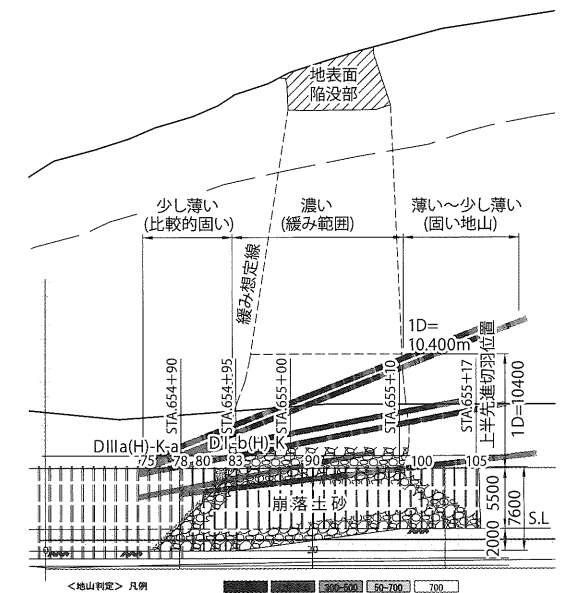 地表面
陥没部
少し薄い
(比較的固い)
濃い
(緩み範囲)
薄い～少し薄い
(固い地山)
緩み想定線
1D=
10.400m
STA.654+90
STA.654+95
STA.655+00
STA.655+10
STA.655+17
上半先進切羽位置
1D=10400
DⅢa(H)-K-a
DⅠ-b(H)-K
75 78 80 83 90 100 105
崩落土砂
5500
7600
2000
S.L
0
20
＜地山判定＞ 凡例
300-500
50-700
700